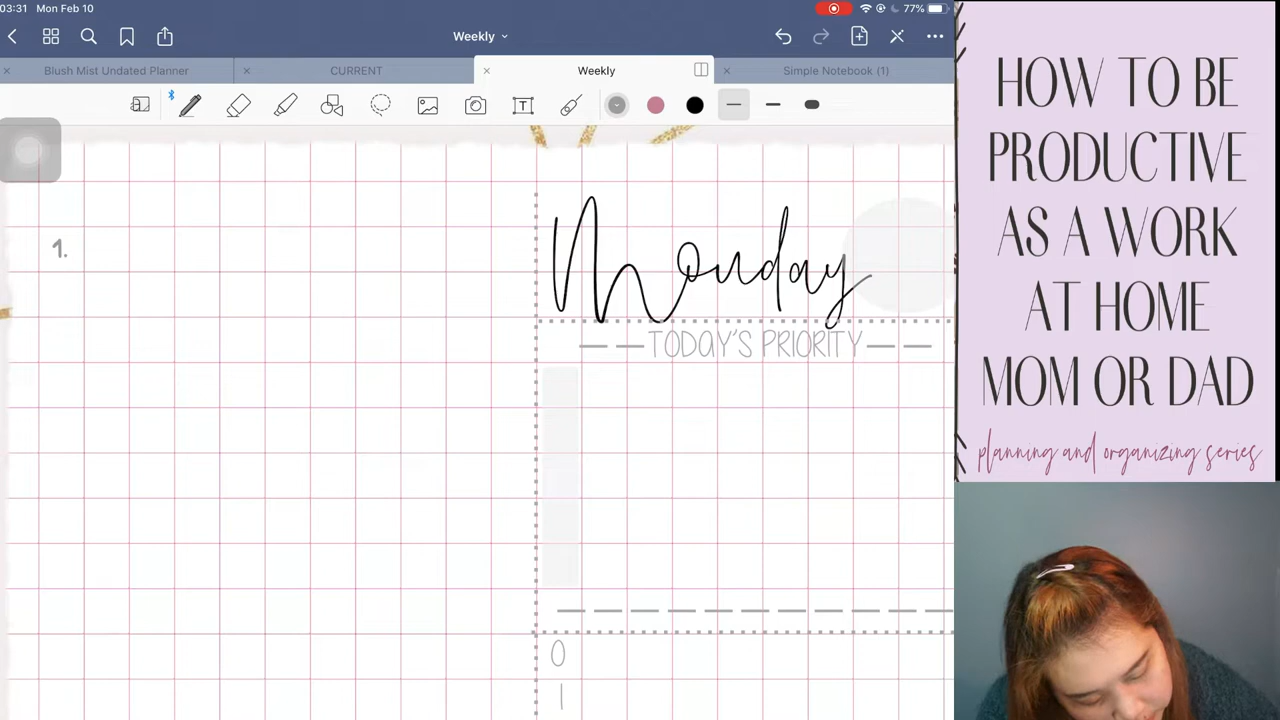 03:31 Mon Feb 10
77%
Weekly
Blush Mist Undated Planner
CURRENT
Weekly
Simple Notebook (1)
T
1.
Monday
TODAY'S PRIORITY
0
1
HOW TO BE
PRODUCTIVE
AS A WORK
AT HOME
MOM OR DAD
planning and organizing series